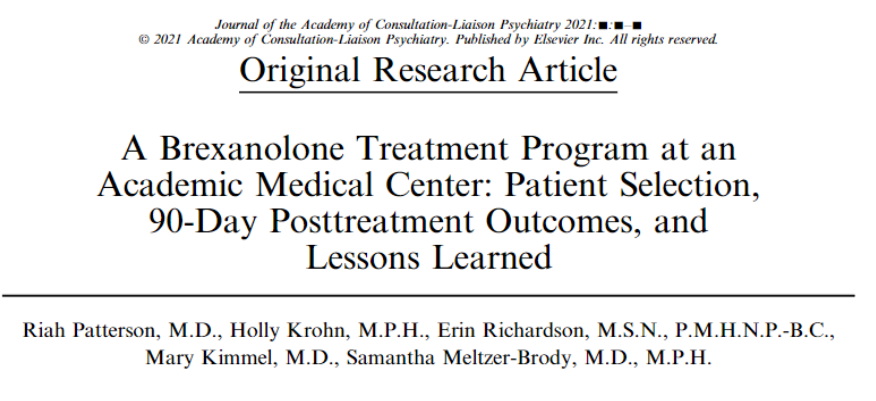 Journal of the Academy of Consultation-Liaison Psychiatry 2021:■:■–■
© 2021 Academy of Consultation-Liaison Psychiatry. Published by Elsevier Inc. All rights reserved.
Original Research Article
A Brexanolone Treatment Program at an
Academic Medical Center: Patient Selection,
90-Day Posttreatment Outcomes, and
Lessons Learned
Riah Patterson, M.D., Holly Krohn, M.P.H., Erin Richardson, M.S.N., P.M.H.N.P.-B.C.,
Mary Kimmel, M.D., Samantha Meltzer-Brody, M.D., M.P.H.